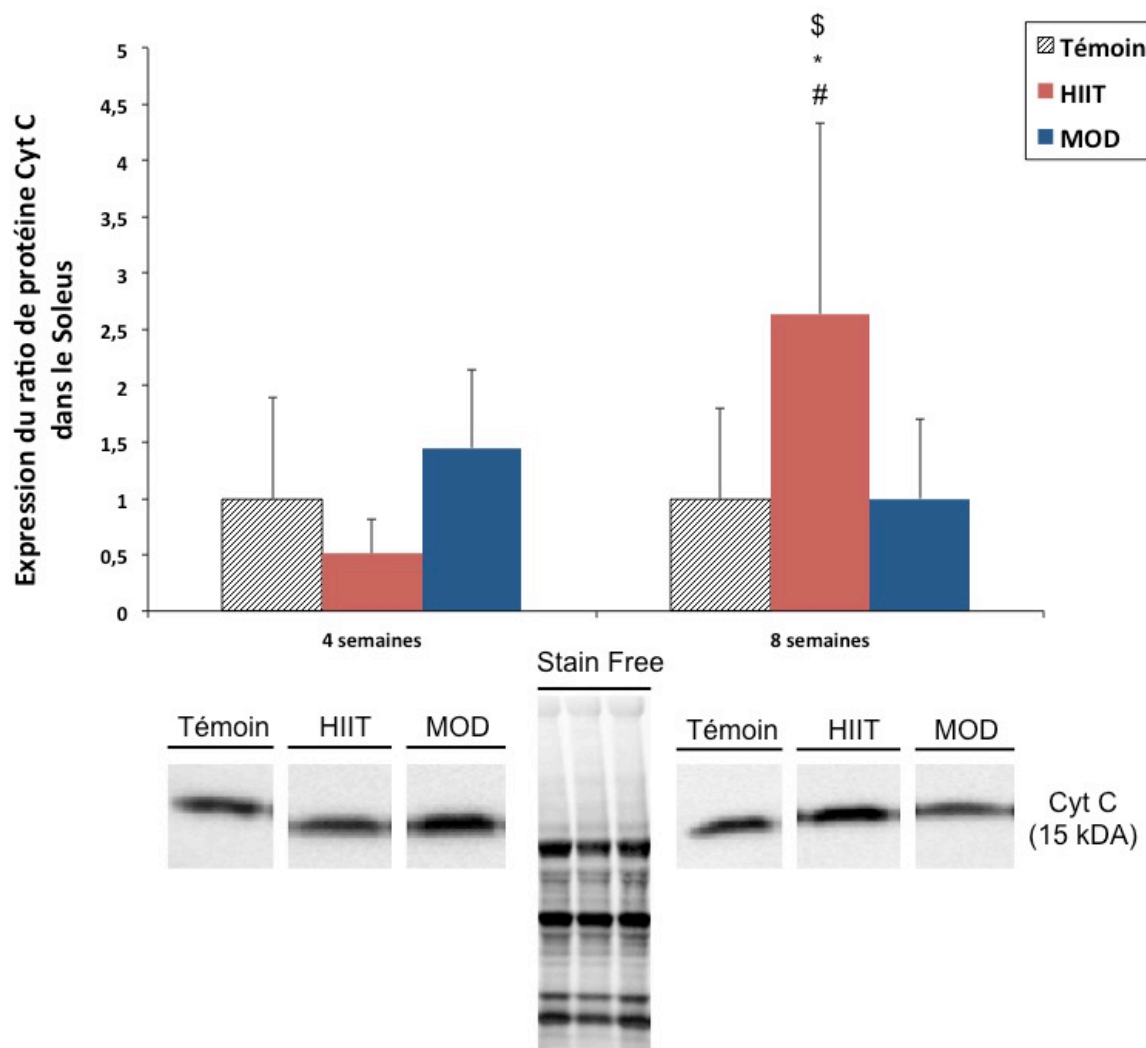 Expression du ratio de protéine Cyt C
dans le Soleus
5
4,5
4
3,5
3
2,5
2
1,5
1
0,5
0
$
*
#
Témoin
HIIT
MOD
4 semaines
8 semaines
Stain Free
Témoin
HIIT
MOD
Témoin
HIIT
MOD
Cyt C
(15 kDA)